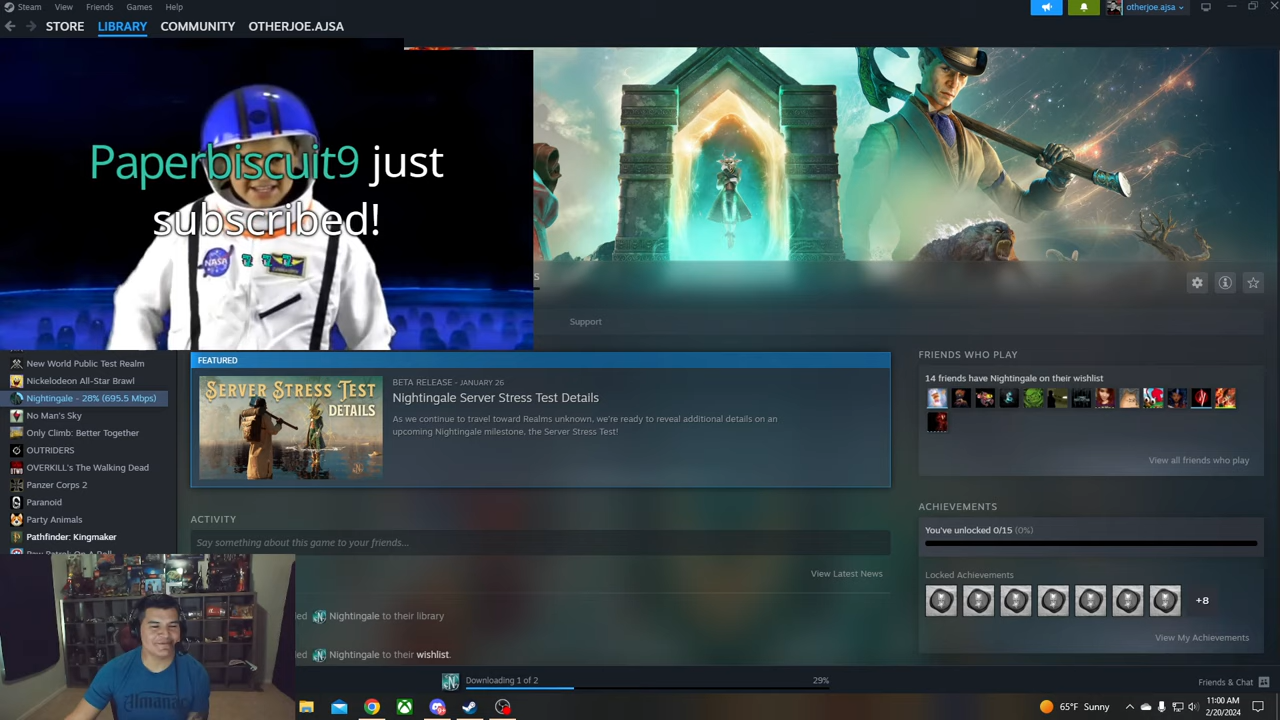 Steam View Friends Games Help
otherjoe.ajsa
STORE LIBRARY COMMUNITY OTHERJOE.AJSA
Paperbiscuit9 just
subscribed!
NASA
S
Support
New World Public Test Realm
Nickelodeon All-Star Brawl
Nightingale - 28% (695.5 Mbps)
No Man's Sky
Only Climb: Better Together
OUTRIDERS
OVERKILL's The Walking Dead
Panzer Corps 2
Paranoid
Party Animals
Pathfinder: Kingmaker
FEATURED
SERVER STRESS TEST
DETAILS
BETA RELEASE - JANUARY 26
Nightingale Server Stress Test Details
As we continue to travel toward Realms unknown, we're ready to reveal additional details on an
upcoming Nightingale milestone, the Server Stress Test!
ACTIVITY
Say something about this game to your friends...
View Latest News
led Nightingale to their library
led Nightingale to their wishlist.
FRIENDS WHO PLAY
14 friends have Nightingale on their wishlist
View all friends who play
ACHIEVEMENTS
You've unlocked 0/15 (0%)
Locked Achievements
+8
View My Achievements
Almanac
Downloading 1 of 2
29%
Friends & Chat
65°F Sunny
11:00 AM
2/20/2024